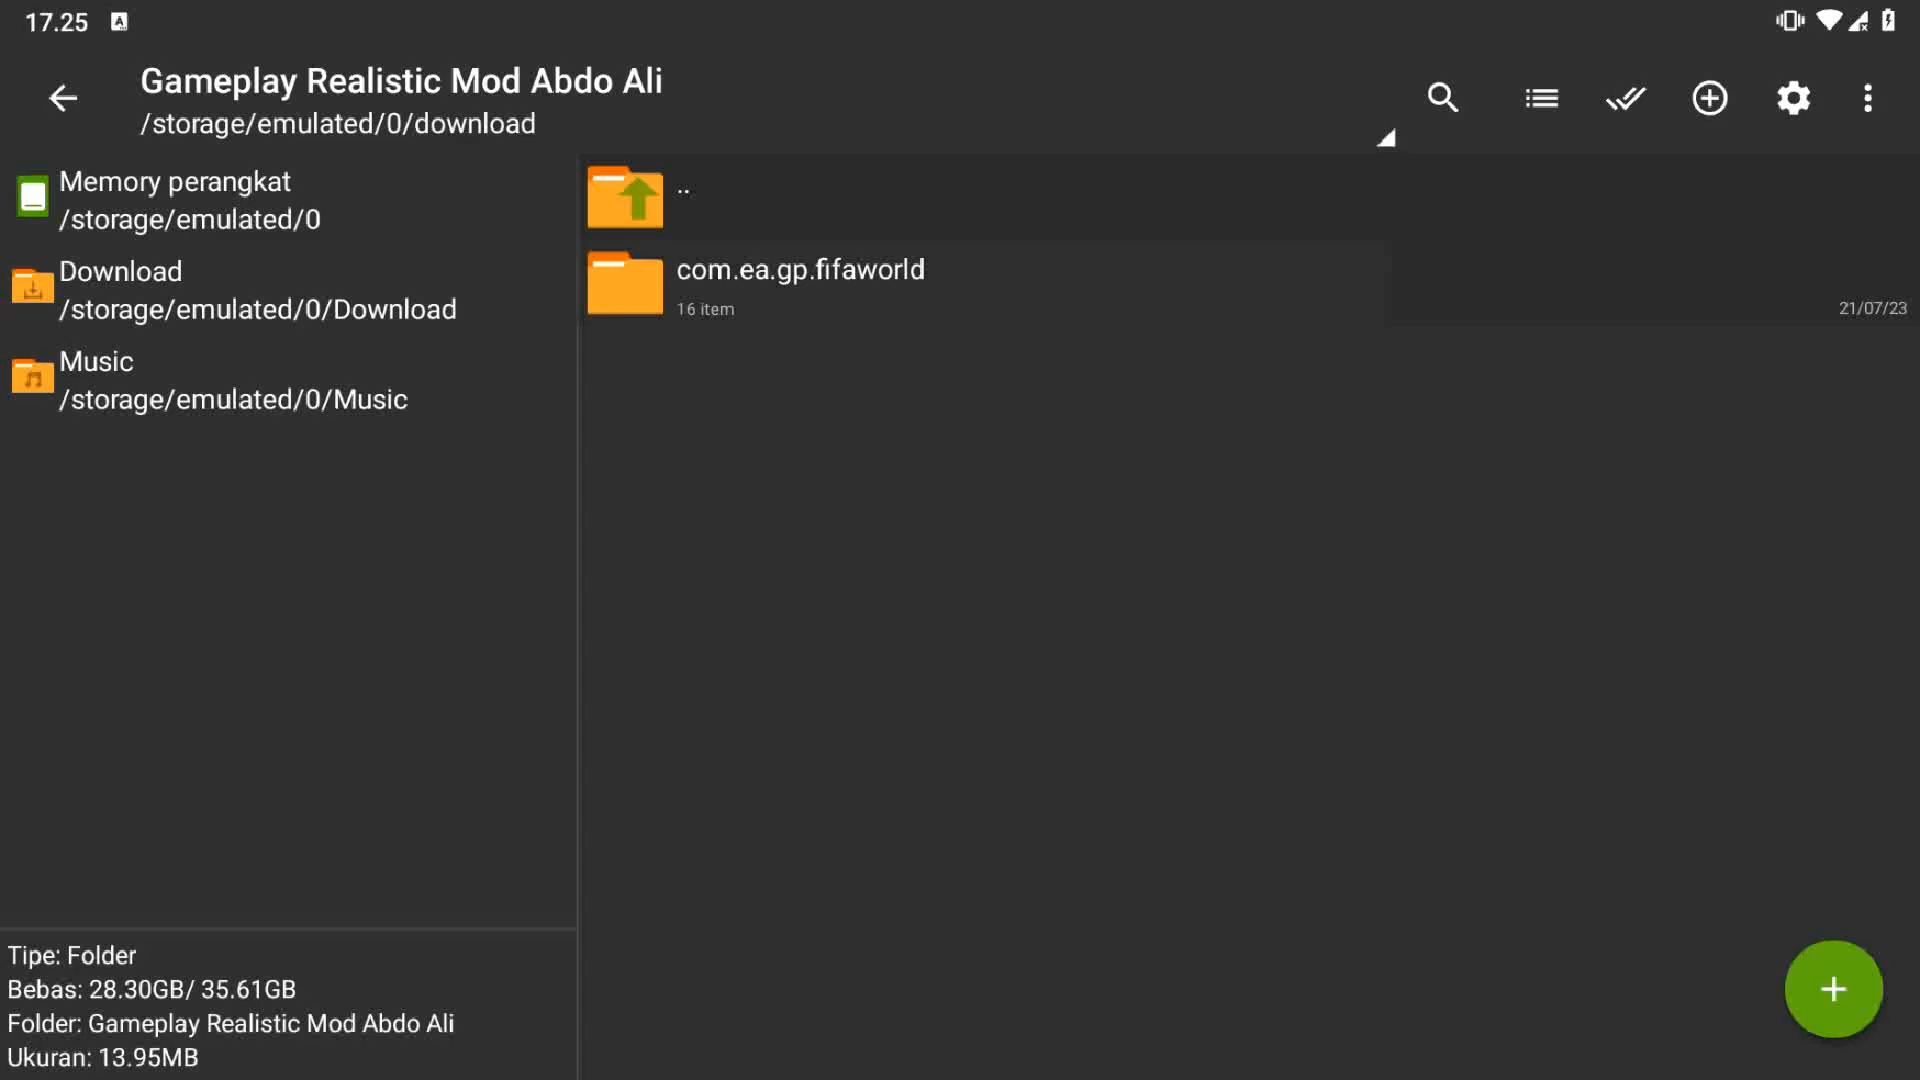 17.25
Gameplay Realistic Mod Abdo Ali
/storage/emulated/0/download
Memory perangkat
/storage/emulated/0
Download
/storage/emulated/0/Download
Music
/storage/emulated/0/Music
..
com.ea.gp.fifaworld
16 item
21/07/23
Tipe: Folder
Bebas: 28.30GB/ 35.61GB
Folder: Gameplay Realistic Mod Abdo Ali
Ukuran: 13.95MB